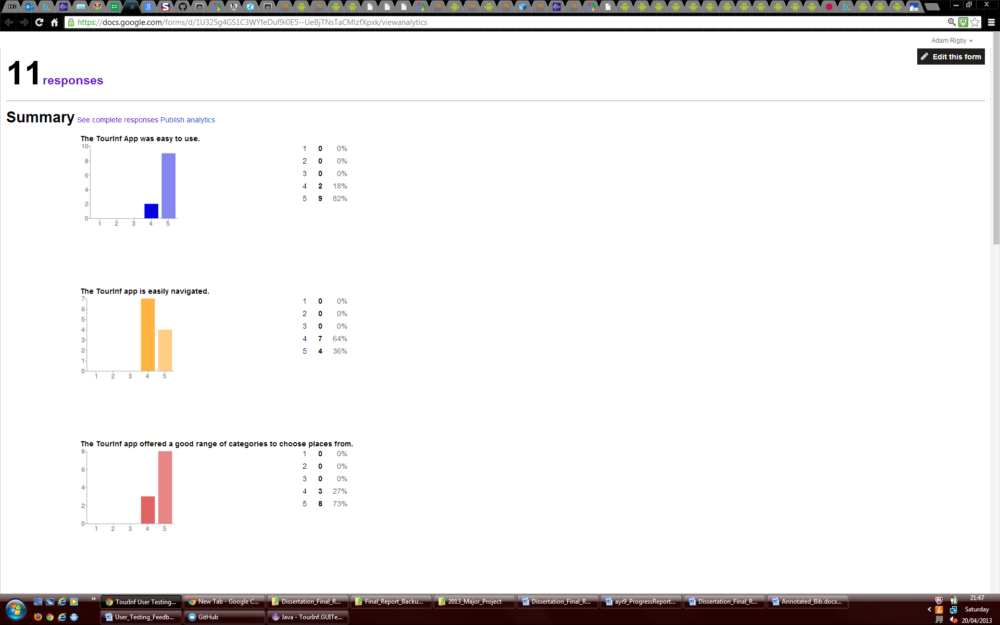 BBC
https://docs.google.com/forms/d/1U325g4GS1C3WYfeDuf9i0E5--UeBjTNsTaCMIzfXpxk/viewanalytics
Adam Rigby
Edit this form
11 responses
Summary See complete responses Publish analytics
The TourInf App was easy to use.
10
8
6
4
2
0
1 2 3 4 5
1 0 0%
2 0 0%
3 0 0%
4 2 18%
5 9 82%
The TourInf app is easily navigated.
7
6
5
4
3
2
1
0
1 2 3 4 5
1 0 0%
2 0 0%
3 0 0%
4 7 64%
5 4 36%
The TourInf app offered a good range of categories to choose places from.
8
6
4
2
0
1 2 3 4 5
1 0 0%
2 0 0%
3 0 0%
4 3 27%
5 8 73%
TourInf User Testing... New Tab - Google C... Dissertation_Final_R... Final_Report_Backu... 2013_Major_Project Dissertation_Final_R... ayr9_ProgressReport... Dissertation_Final_R... Annotated_Bib.docx...
User_Testing_Feedb... GitHub Java - TourInf.GUITe...
21:47
Saturday
20/04/2013